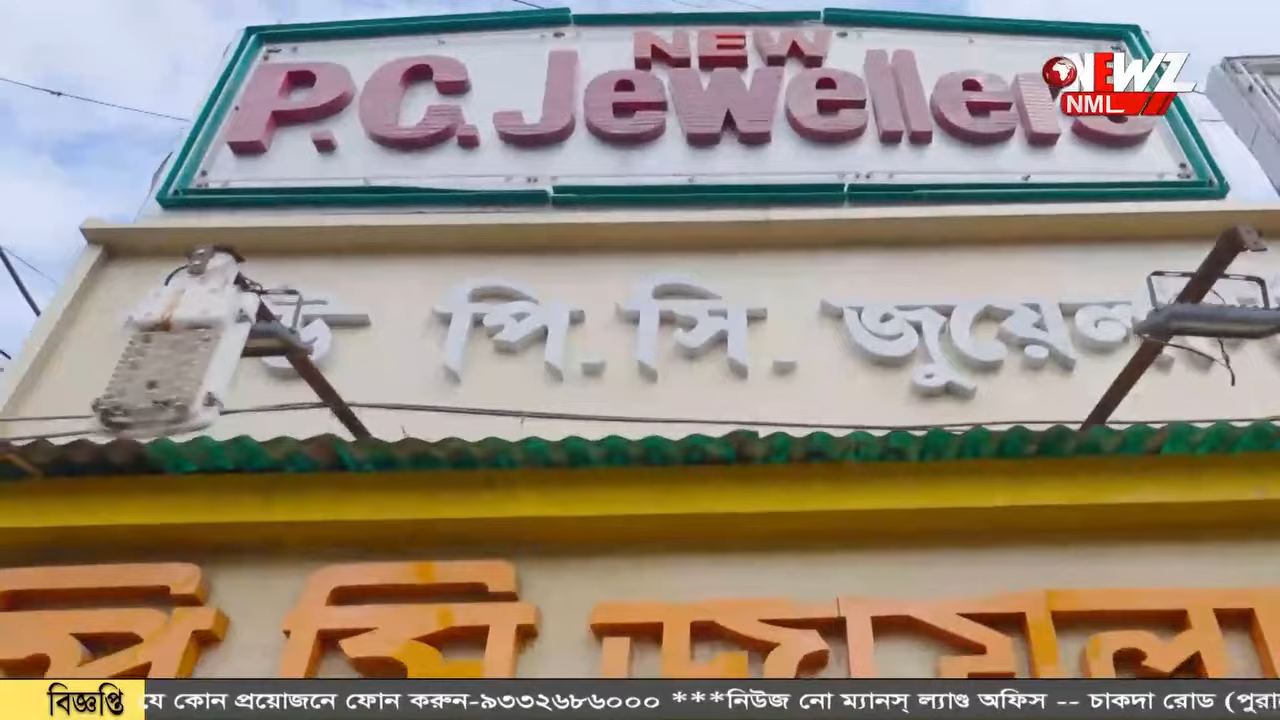 NEW
P.C. Jewellers
NEWZ
NML
পি. সি. জুয়েল
পি সি
বিজ্ঞপ্তি
যে কোন প্রয়োজনে ফোন করুন-৯৩৩২৬৮৬০০০ ***নিউজ নো ম্যানস্ ল্যাণ্ড অফিস -- চাকদা রোড (পুরা